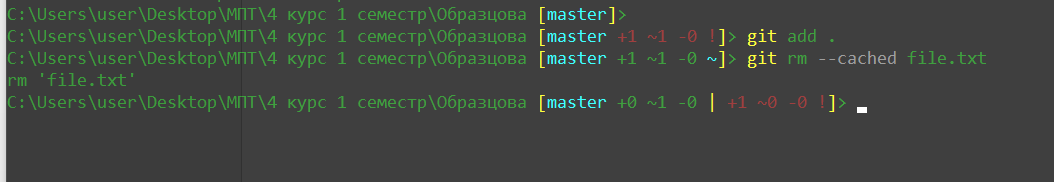 C:\Users\user\Desktop\МПТ\4 курс 1 семестр\Образцова [master]>
C:\Users\user\Desktop\МПТ\4 курс 1 семестр\Образцова [master +1 ~1 -0 !]> git add .
C:\Users\user\Desktop\МПТ\4 курс 1 семестр\Образцова [master +1 ~1 -0 ~]> git rm --cached file.txt
rm 'file.txt'
C:\Users\user\Desktop\МПТ\4 курс 1 семестр\Образцова [master +0 ~1 -0 | +1 ~0 -0 !]>